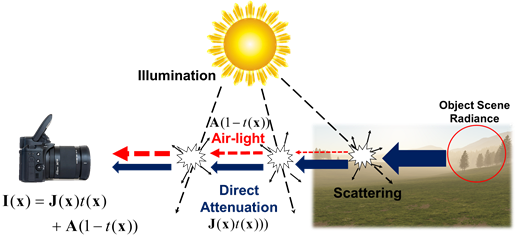 Illumination
A(1−t(x))
Air-light
Object Scene
Radiance
Scattering
Direct
Attenuation
J(x)t(x)))
I(x) = J(x)t(x)
+ A(1−t(x))